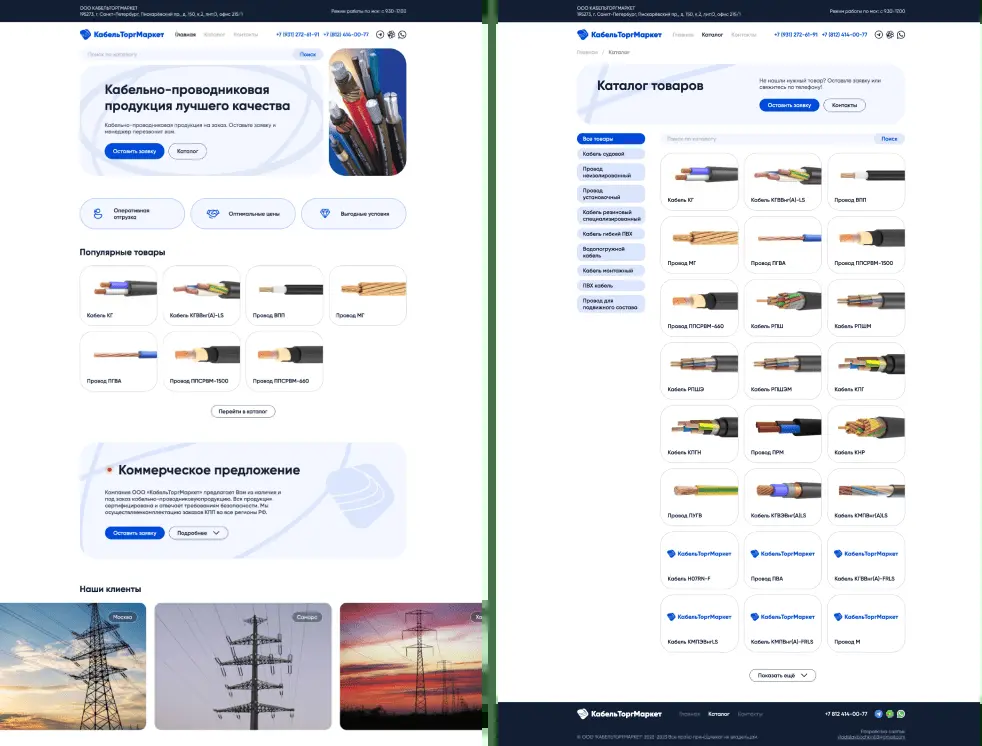 ООО КАБЕЛЬТОРГМАРКЕТ
195273, г. Санкт-Петербург, Пискарёвский пр., д. 150, к.2, лит.О, офис 216/1
Режим работы по мск: с 9:30-17:00
КабельТоргМаркет
Главная
Каталог
Контакты
+7 (931) 272-61-91
+7 (812) 414-00-77
Поиск по каталогу
Поиск
Кабельно-проводниковая
продукция лучшего качества
Кабельно-проводниковая продукция на заказ. Оставьте заявку и
менеджер перезвонит вам.
Оставить заявку
Каталог
Оперативная
отгрузка
Оптимальные цены
Выгодные условия
Популярные товары
Кабель КГ
Кабель КГВВнг(А)-LS
Провод ВПП
Провод МГ
Провод ПГВА
Провод ППСРВМ-1500
Провод ППСРВМ-660
Перейти в каталог
Коммерческое предложение
Компания ООО «КабельТоргМаркет» предлагает Вам из наличия и
под заказ кабельно-проводниковуюпродукцию. Вся продукция
сертифицирована и отвечает требованиям безопасности. Мы
осуществляемкомплектацию заказов КПП во все регионы РФ.
Оставить заявку
Подробнее
Наши клиенты
Москва
Самара
ООО КАБЕЛЬТОРГМАРКЕТ
195273, г. Санкт-Петербург, Пискарёвский пр., д. 150, к.2, лит.О, офис 216/1
Режим работы по мск: с 9:30-17:00
КабельТоргМаркет
Главная
Каталог
Контакты
+7 (931) 272-61-91
+7 (812) 414-00-77
Главная / Каталог
Каталог товаров
Не нашли нужный товар? Оставьте заявку или
свяжитесь по телефону!
Оставить заявку
Контакты
Все товары
Кабель судовой
Провод
неизолированный
Провод
установочный
Кабель резиновый
специализированный
Кабель гибкий ПВХ
Водопогружной
кабель
Кабель монтажный
ПВХ кабель
Провод для
подвижного состава
Поиск по каталогу
Поиск
Кабель КГ
Кабель КГВВнг(А)-LS
Провод ВПП
Провод МГ
Провод ПГВА
Провод ППСРВМ-1500
Провод ППСРВМ-660
Кабель РПШ
Кабель РПШМ
Кабель РПШЭ
Кабель РПШЭМ
Кабель КПГ
Кабель КПГН
Провод ПРМ
Кабель КНР
Провод ПУГВ
Кабель КГВЭВнг(А)LS
Кабель КМПВнг(А)LS
КабельТоргМаркет
КабельТоргМаркет
КабельТоргМаркет
Кабель H07RN-F
Провод ПВА
Кабель КГВВнг(А)-FRLS
КабельТоргМаркет
КабельТоргМаркет
КабельТоргМаркет
Кабель КМПЭВнгLS
Кабель КМПВнг(А)-FRLS
Провод М
Показать ещё
КабельТоргМаркет
Главная
Каталог
Контакты
+7 812 414-00-77
© ООО "КАБЕЛЬТОРГМАРКЕТ" 2012-2023 Все права принадлежат их владельцам
Разработка сайта: